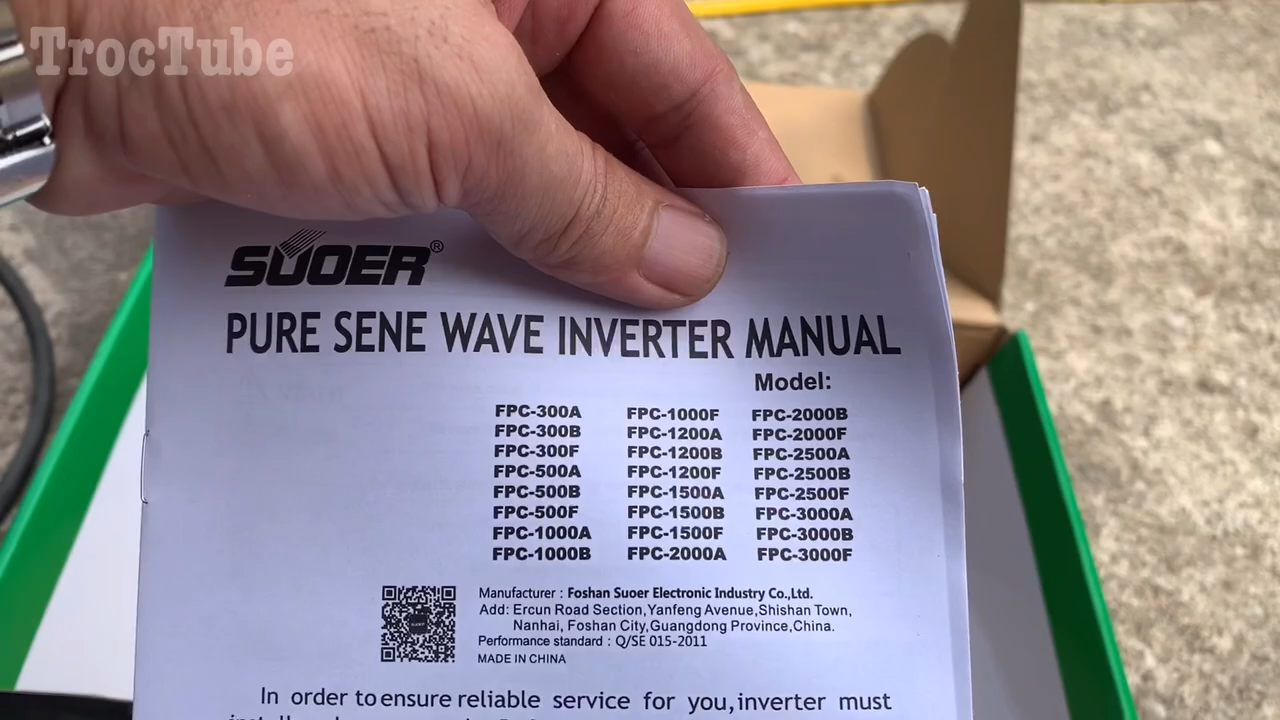 TrocTube
SUOER®
PURE SENE WAVE INVERTER MANUAL
Model:
FPC-300A FPC-1000F FPC-2000B
FPC-300B FPC-1200A FPC-2000F
FPC-300F FPC-1200B FPC-2500A
FPC-500A FPC-1200F FPC-2500B
FPC-500B FPC-1500A FPC-2500F
FPC-500F FPC-1500B FPC-3000A
FPC-1000A FPC-1500F FPC-3000B
FPC-1000B FPC-2000A FPC-3000F
Manufacturer : Foshan Suoer Electronic Industry Co.,Ltd.
Add: Ercun Road Section,Yanfeng Avenue,Shishan Town,
Nanhai, Foshan City,Guangdong Province,China.
Performance standard : Q/SE 015-2011
MADE IN CHINA
In order to ensure reliable service for you,inverter must